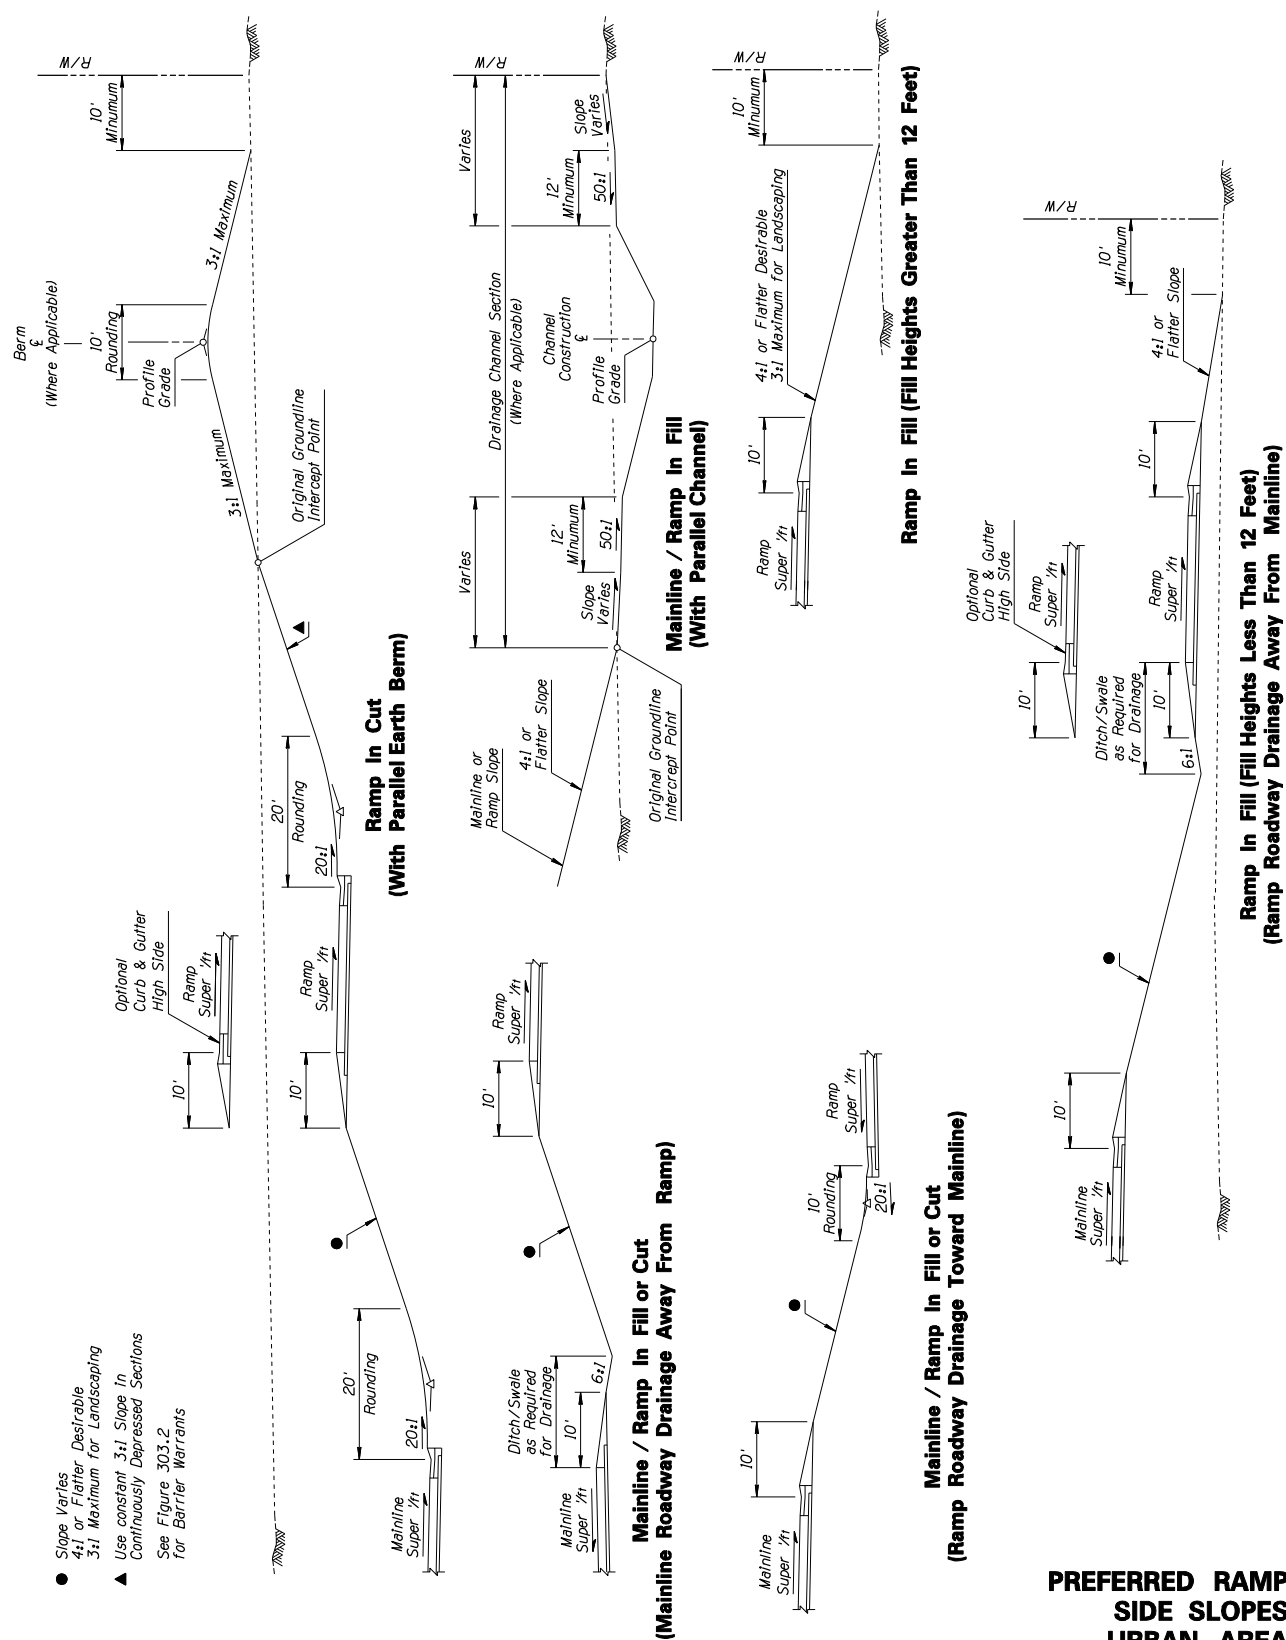 ● Slope Varies
4:1 or Flatter Desirable
3:1 Maximum for Landscaping
▲ Use constant 3:1 Slope in
Continuously Depressed Sections
See Figure 303.2
for Barrier Warrants
Mainline
Super '/ft
20:1
20'
Rounding
10'
Ramp
Super '/ft
10'
Optional
Curb & Gutter
High Side
Ramp
Super '/ft
20:1
20'
Rounding
Original Groundline
Intercept Point
3:1 Maximum
Profile
Grade
10'
Rounding
Berm
℄
(Where Applicable)
3:1 Maximum
10'
Minumum
R/W
Ramp In Cut
(With Parallel Earth Berm)
Mainline
Super '/ft
Ditch/Swale
as Required
for Drainage
10'
6:1
10'
Ramp
Super '/ft
Mainline / Ramp In Fill or Cut
(Mainline Roadway Drainage Away From Ramp)
Mainline or
Ramp Slope
4:1 or
Flatter Slope
Original Groundline
Intercept Point
Varies
Slope
Varies
12'
Minumum
50:1
Drainage Channel Section
(Where Applicable)
Channel
Construction
℄
Profile
Grade
Varies
12'
Minumum
50:1
Slope
Varies
R/W
Mainline / Ramp In Fill
(With Parallel Channel)
Mainline
Super '/ft
10'
10'
Rounding
20:1
Ramp
Super '/ft
Mainline / Ramp In Fill or Cut
(Ramp Roadway Drainage Toward Mainline)
Ramp
Super '/ft
10'
4:1 or Flatter Desirable
3:1 Maximum for Landscaping
10'
Minumum
R/W
Ramp In Fill (Fill Heights Greater Than 12 Feet)
Mainline
Super '/ft
10'
Ditch/Swale
as Required
for Drainage
6:1
10'
Ramp
Super '/ft
10'
Optional
Curb & Gutter
High Side
Ramp
Super '/ft
10'
4:1 or
Flatter Slope
10'
Minumum
R/W
Ramp In Fill (Fill Heights Less Than 12 Feet)
(Ramp Roadway Drainage Away From Mainline)
PREFERRED RAMP
SIDE SLOPES
URBAN AREA